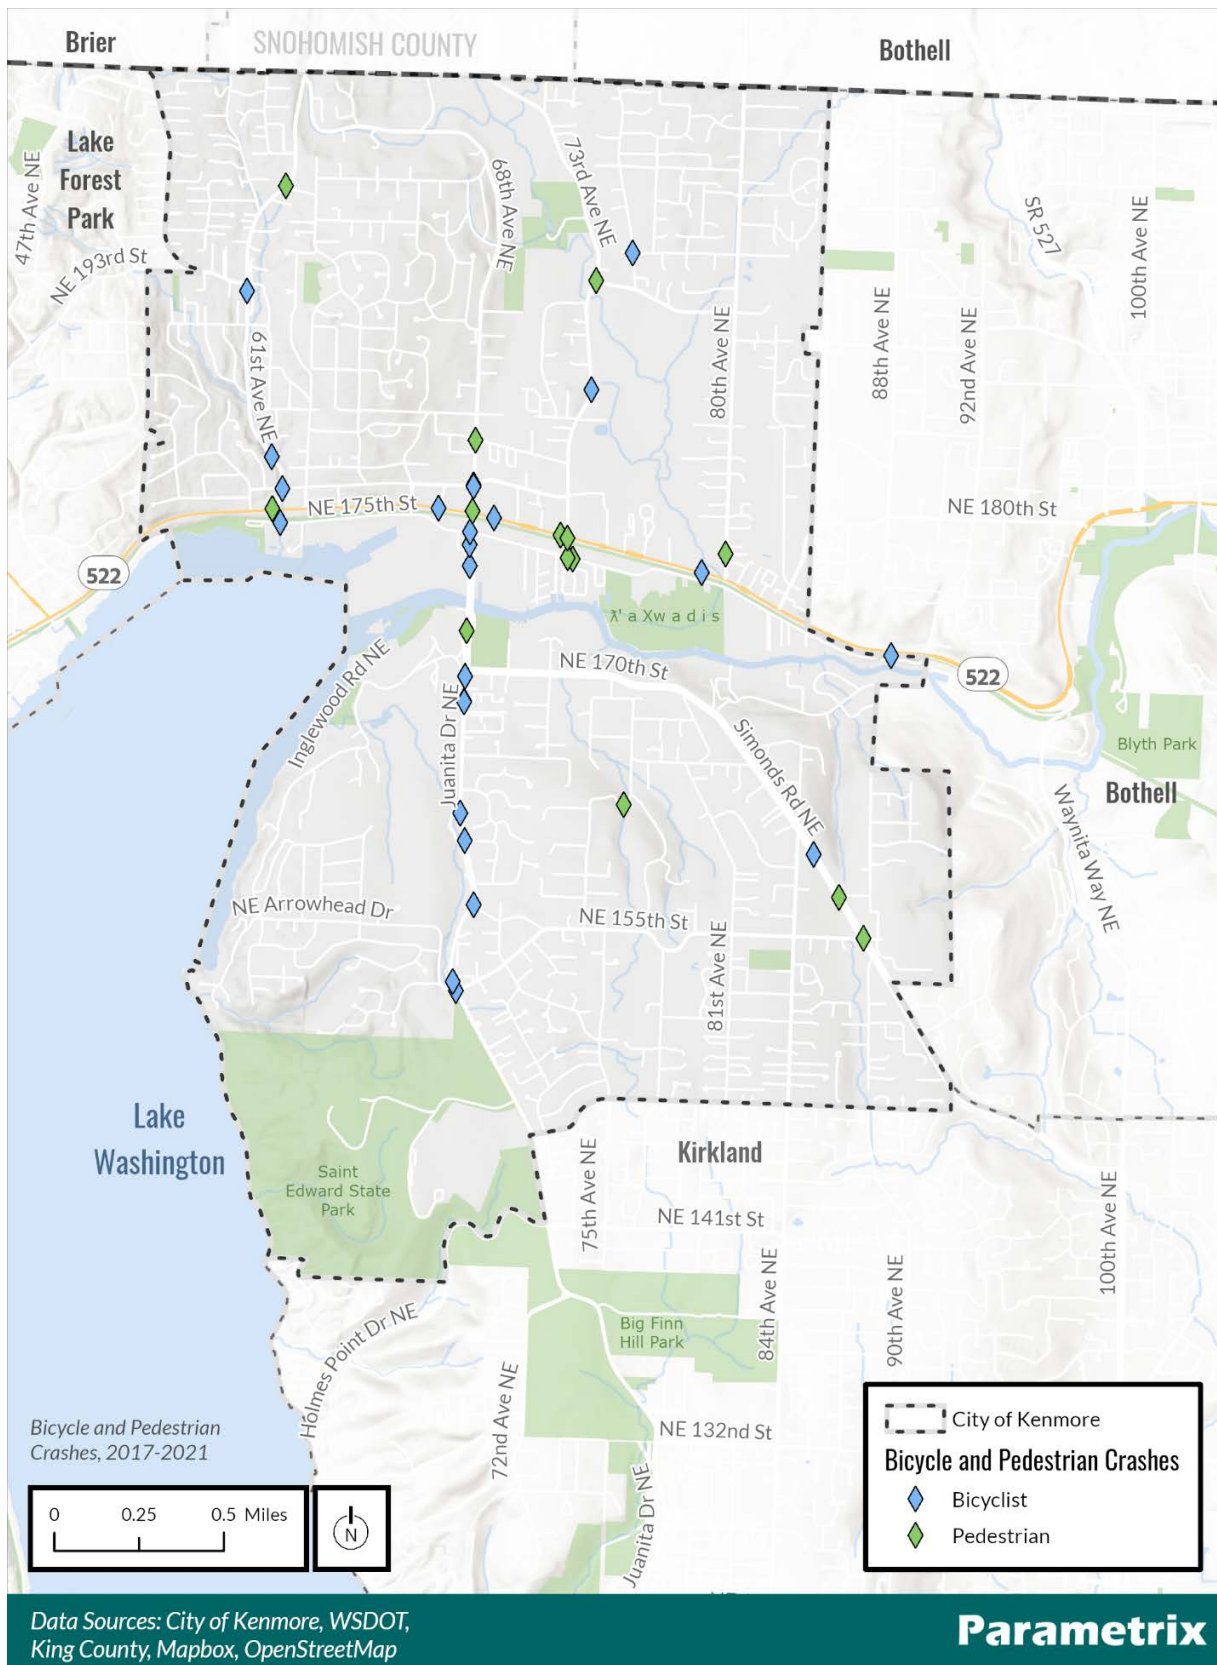 Brier
SNOHOMISH COUNTY
Bothell
Lake
Forest
Park
47th Ave NE
NE 193rd St
61st Ave NE
68th Ave NE
73rd Ave NE
80th Ave NE
88th Ave NE
92nd Ave NE
SR 527
100th Ave NE
NE 175th St
NE 180th St
522
ƛ' a Xw a d i s
522
Inglewood Rd NE
NE 170th St
Juanita Dr NE
Simonds Rd NE
Blyth Park
Bothell
Waynita Way NE
NE Arrowhead Dr
NE 155th St
81st Ave NE
Lake
Washington
Saint
Edward State
Park
Kirkland
75th Ave NE
NE 141st St
100th Ave NE
84th Ave NE
90th Ave NE
Big Finn
Hill Park
Holmes Point Dr NE
72nd Ave NE
NE 132nd St
Juanita Dr NE
Bicycle and Pedestrian
Crashes, 2017-2021
0 0.25 0.5 Miles
N
City of Kenmore
Bicycle and Pedestrian Crashes
Bicyclist
Pedestrian
Data Sources: City of Kenmore, WSDOT,
King County, Mapbox, OpenStreetMap
Parametrix